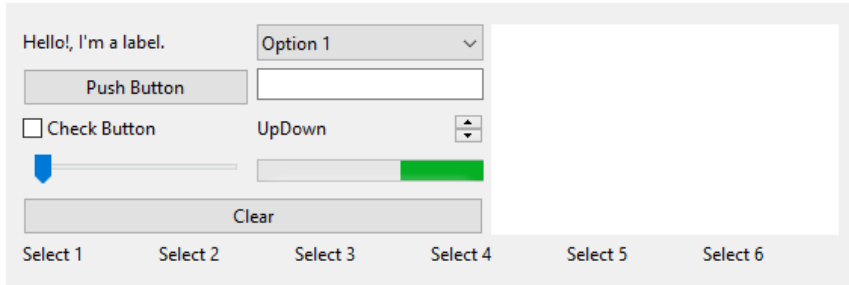 Hello!, I'm a label.
Option 1
Push Button
Check Button
UpDown
Clear
Select 1 Select 2 Select 3 Select 4 Select 5 Select 6